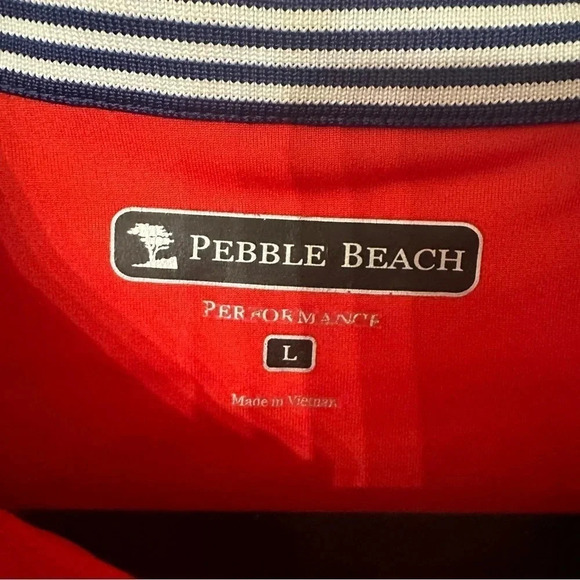 PEBBLE BEACH
PERFORMANCE
L
Made in Vietnam